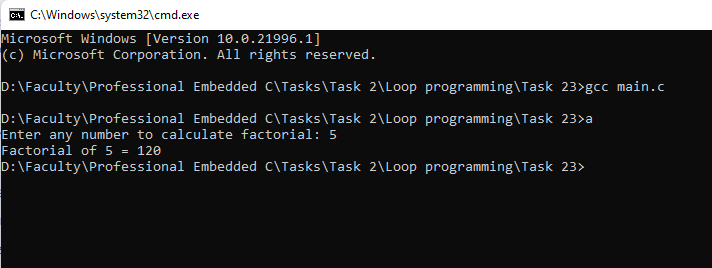 C:\Windows\system32\cmd.exe
Microsoft Windows [Version 10.0.21996.1]
(c) Microsoft Corporation. All rights reserved.
D:\Faculty\Professional Embedded C\Tasks\Task 2\Loop programming\Task 23>gcc main.c
D:\Faculty\Professional Embedded C\Tasks\Task 2\Loop programming\Task 23>a
Enter any number to calculate factorial: 5
Factorial of 5 = 120
D:\Faculty\Professional Embedded C\Tasks\Task 2\Loop programming\Task 23>